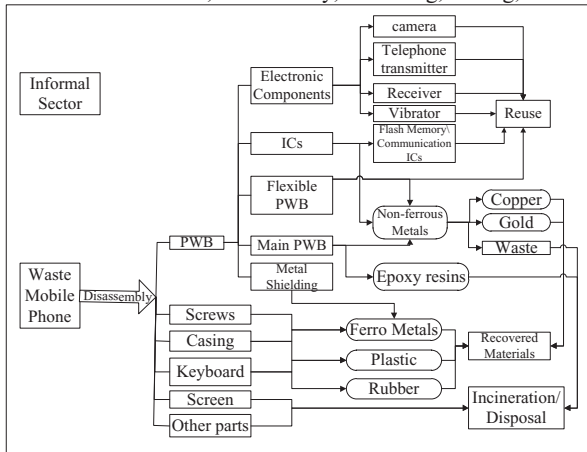 camera
Telephone
transmitter
Informal
Sector
Electronic
Components
Receiver
Vibrator
Reuse
Flash Memory\
Communication
ICs
ICs
Flexible
PWB
Non-ferrous
Metals
Copper
Gold
Waste
PWB
Main PWB
Metal
Shielding
Epoxy resins
Waste
Mobile
Phone
Disassembly
Screws
Casing
Keyboard
Screen
Other parts
Ferro Metals
Plastic
Rubber
Recovered
Materials
Incineration/
Disposal